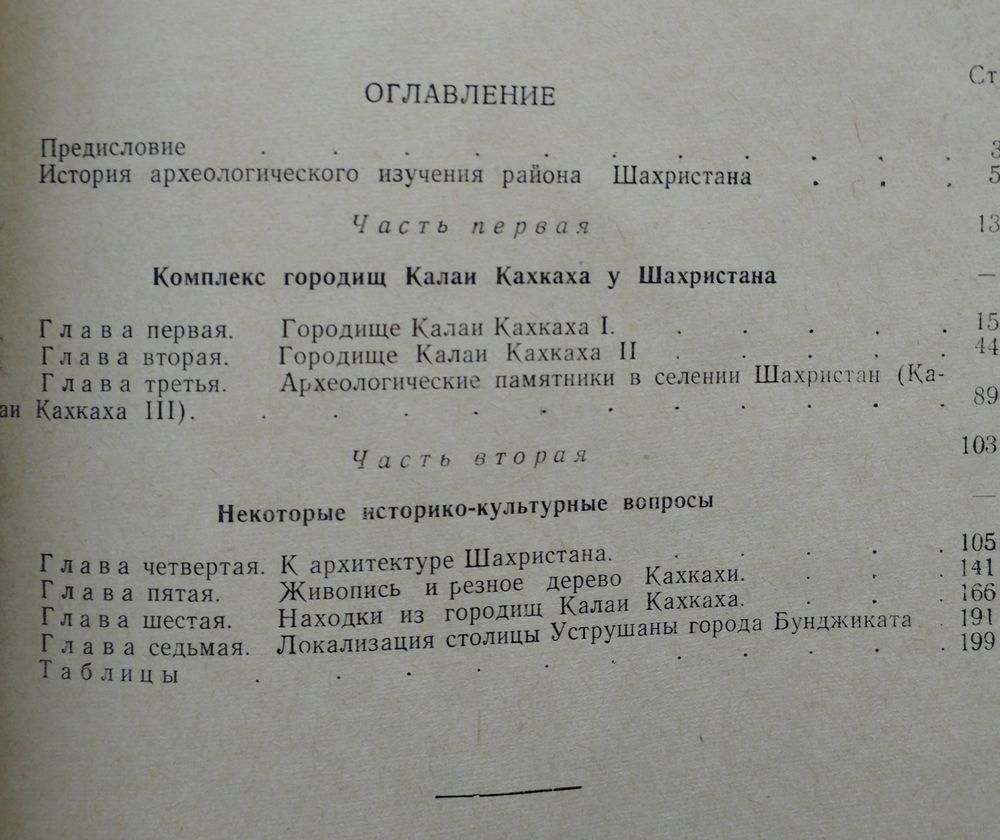 ОГЛАВЛЕНИЕ
Ст
Предисловие . . . . . . . . . . 3
История археологического изучения района Шахристана . . . 5
Часть первая 13
Комплекс городищ Калаи Кахкаха у Шахристана —
Глава первая. Городище Калаи Кахкаха I. . . . . . 15
Глава вторая. Городище Калаи Кахкаха II . . . . . 44
Глава третья. Археологические памятники в селении Шахристан (Ка-
аи Кахкаха III). . . . . . . . . . . 89
Часть вторая 103
Некоторые историко-культурные вопросы —
Глава четвертая. К архитектуре Шахристана. . . . . . 105
Глава пятая. Живопись и резное дерево Кахкахи. . . . 141
Глава шестая. Находки из городищ Калаи Кахкаха. . . . 166
Глава седьмая. Локализация столицы Уструшаны города Бунджиката . 191
Таблицы . . . . . . . . . . 199